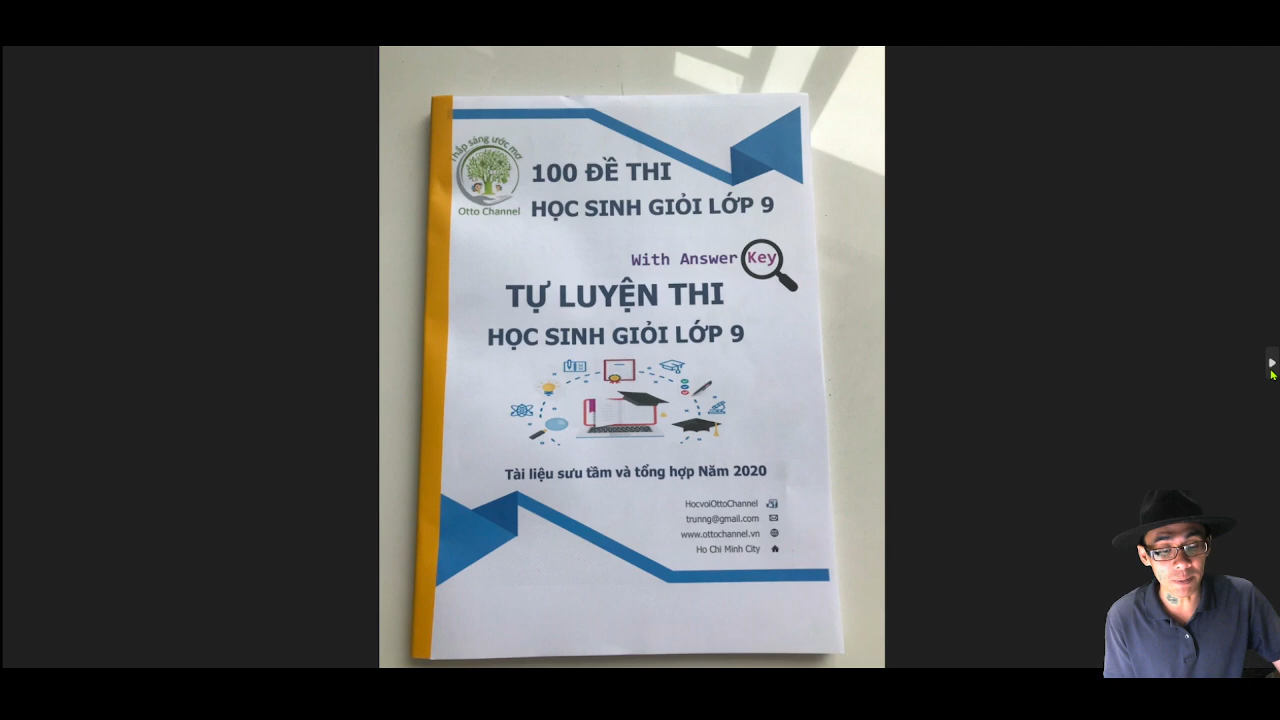 Thắp sáng ước mơ
Otto Channel
100 ĐỀ THI
HỌC SINH GIỎI LỚP 9
With Answer Key
TỰ LUYỆN THI
HỌC SINH GIỎI LỚP 9
Tài liệu sưu tầm và tổng hợp Năm 2020
HocvoiOttoChannel
trunng@gmail.com
www.ottochannel.vn
Ho Chi Minh City